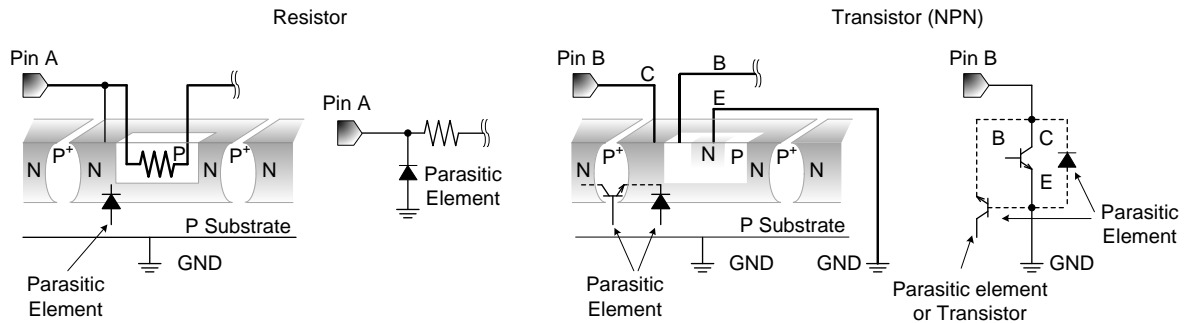 Resistor
Transistor (NPN)
Pin A
Pin A
N
P+
N
P
N
P+
N
Parasitic
Element
P Substrate
GND
Parasitic
Element
Pin B
C
B
E
N
P+
N
N
P
N
P+
N
P Substrate
GND
GND
Parasitic
Element
Pin B
B
C
E
Parasitic
Element
GND
Parasitic element
or Transistor